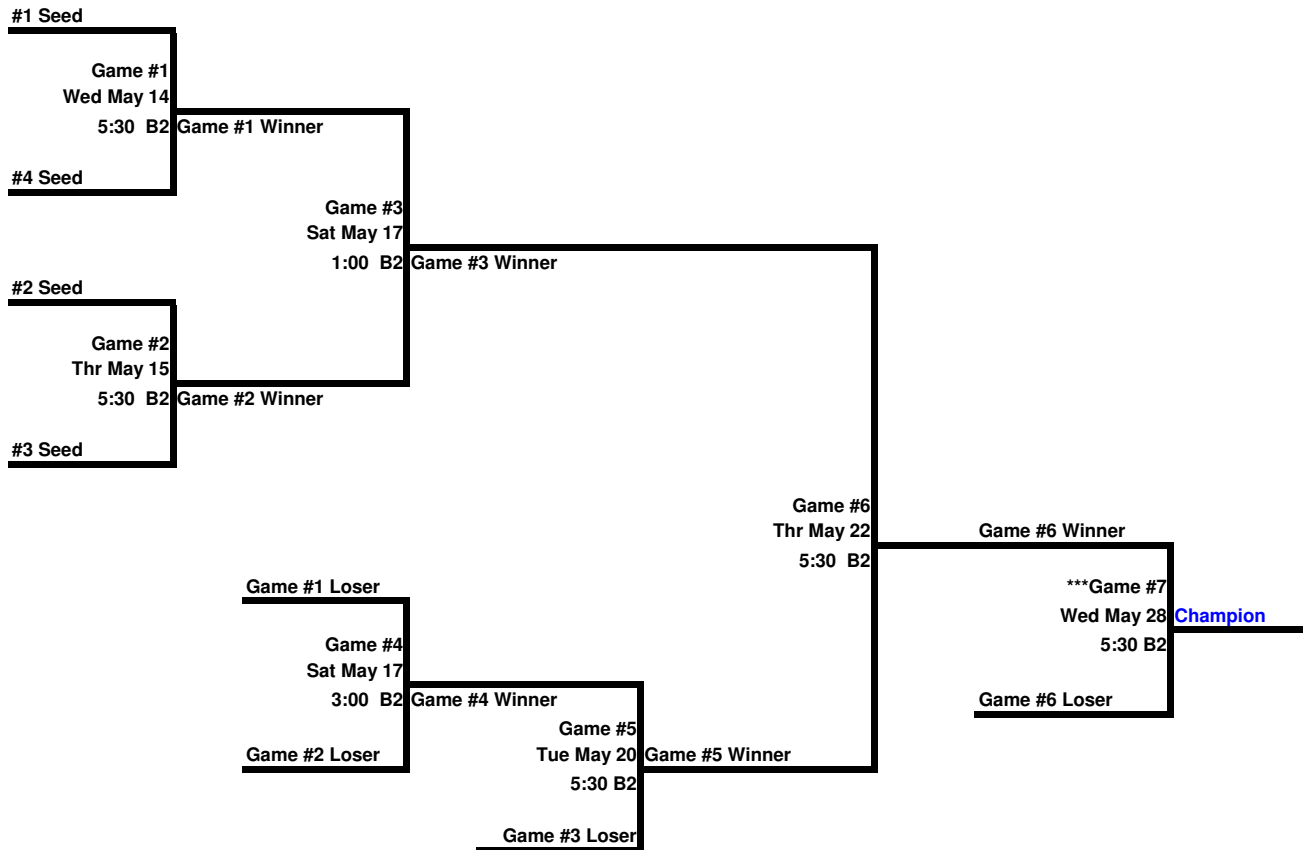 #1 Seed
Game #1
Wed May 14
5:30 B2 Game #1 Winner
#4 Seed
Game #3
Sat May 17
1:00 B2 Game #3 Winner
#2 Seed
Game #2
Thr May 15
5:30 B2 Game #2 Winner
#3 Seed
Game #6
Thr May 22
5:30 B2
Game #6 Winner
Game #1 Loser
***Game #7
Wed May 28 Champion
5:30 B2
Game #4
Sat May 17
3:00 B2 Game #4 Winner
Game #6 Loser
Game #5
Tue May 20 Game #5 Winner
5:30 B2
Game #2 Loser
Game #3 Loser